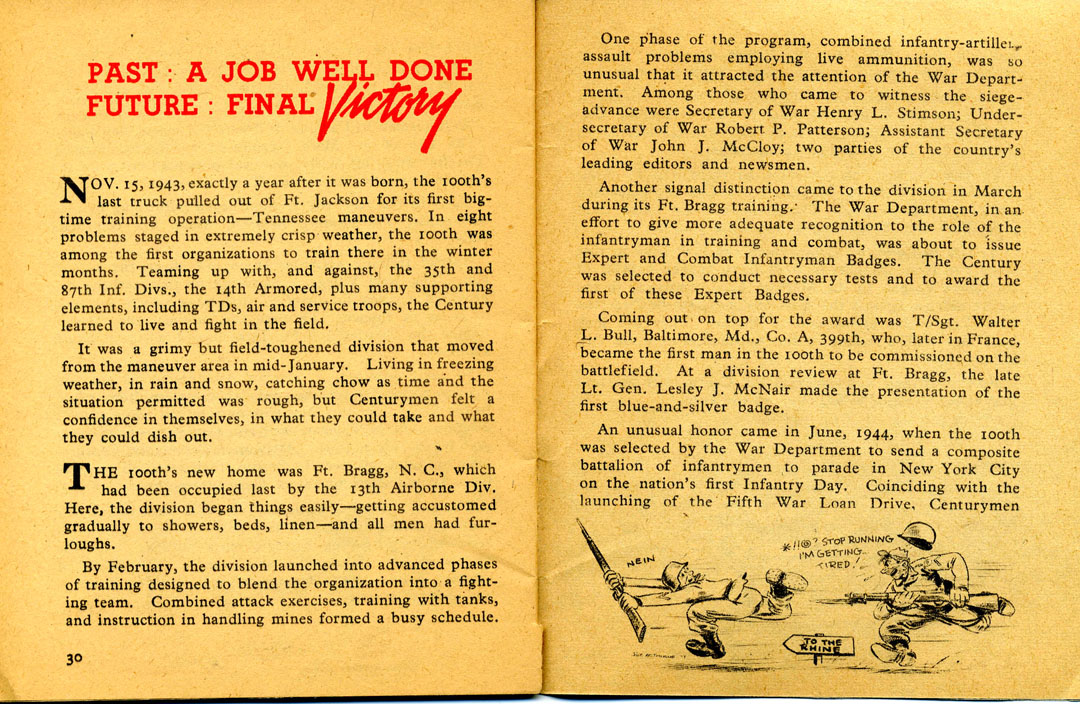 PAST : A JOB WELL DONE
FUTURE : FINAL Victory
NOV. 15, 1943, exactly a year after it was born, the 100th's
last truck pulled out of Ft. Jackson for its first big-
time training operation—Tennessee maneuvers. In eight
problems staged in extremely crisp weather, the 100th was
among the first organizations to train there in the winter
months. Teaming up with, and against, the 35th and
87th Inf. Divs., the 14th Armored, plus many supporting
elements, including TDs, air and service troops, the Century
learned to live and fight in the field.
It was a grimy but field-toughened division that moved
from the maneuver area in mid-January. Living in freezing
weather, in rain and snow, catching chow as time and the
situation permitted was rough, but Centurymen felt a
confidence in themselves, in what they could take and what
they could dish out.
THE 100th's new home was Ft. Bragg, N. C., which
had been occupied last by the 13th Airborne Div.
Here, the division began things easily—getting accustomed
gradually to showers, beds, linen—and all men had fur-
loughs.
By February, the division launched into advanced phases
of training designed to blend the organization into a fight-
ing team. Combined attack exercises, training with tanks,
and instruction in handling mines formed a busy schedule.
30
One phase of the program, combined infantry-artillery
assault problems employing live ammunition, was so
unusual that it attracted the attention of the War Depart-
ment. Among those who came to witness the siege-
advance were Secretary of War Henry L. Stimson; Under-
secretary of War Robert P. Patterson; Assistant Secretary
of War John J. McCloy; two parties of the country's
leading editors and newsmen.
Another signal distinction came to the division in March
during its Ft. Bragg training. The War Department, in an
effort to give more adequate recognition to the role of the
infantryman in training and combat, was about to issue
Expert and Combat Infantryman Badges. The Century
was selected to conduct necessary tests and to award the
first of these Expert Badges.
Coming out on top for the award was T/Sgt. Walter
L. Bull, Baltimore, Md., Co. A, 399th, who, later in France,
became the first man in the 100th to be commissioned on the
battlefield. At a division review at Ft. Bragg, the late
Lt. Gen. Lesley J. McNair made the presentation of the
first blue-and-silver badge.
An unusual honor came in June, 1944, when the 100th
was selected by the War Department to send a composite
battalion of infantrymen to parade in New York City
on the nation's first Infantry Day. Coinciding with the
launching of the Fifth War Loan Drive, Centurymen
NEIN
*!!@? STOP RUNNING
I'M GETTING..
TIRED!
TO THE
RHINE